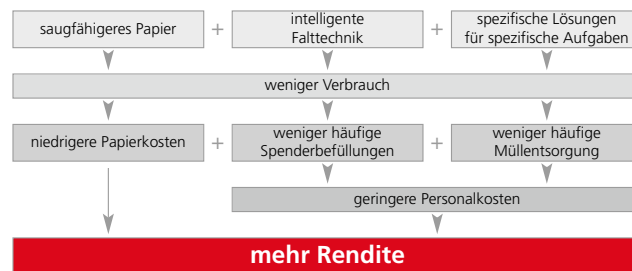 saugfähigeres Papier + intelligente Falttechnik + spezifische Lösungen für spezifische Aufgaben
weniger Verbrauch
niedrigere Papierkosten + weniger häufige Spenderbefüllungen + weniger häufige Müllentsorgung
geringere Personalkosten
mehr Rendite